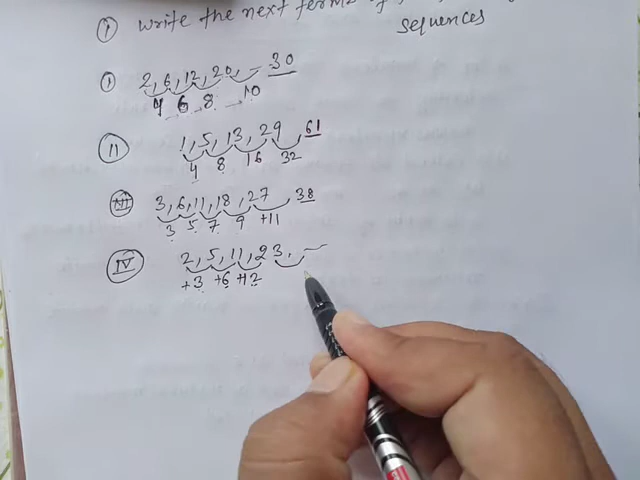 ① Write the next term
sequences
① 2, 6, 12, 20, — 30
4 6 8 10
II 1, 5, 13, 29, 61
4 8 16 32
III 3, 6, 11, 18, 27 38
3 5 7 9 +11
IV 2, 5, 11, 23, —
+3 +6 +12